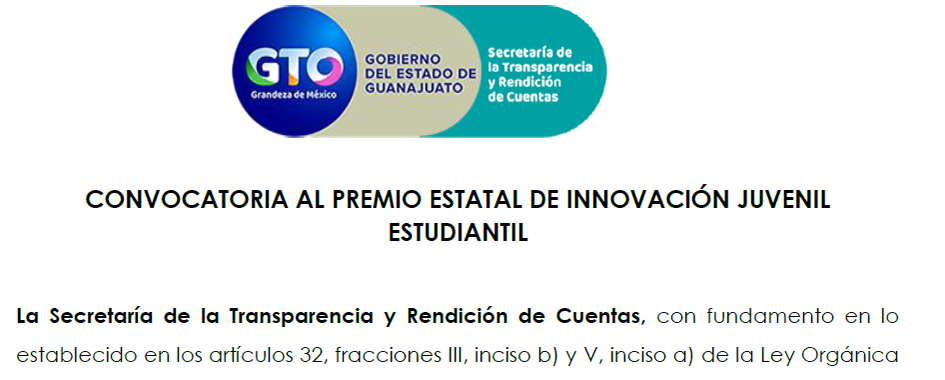 GTO
Grandeza de México
GOBIERNO
DEL ESTADO DE
GUANAJUATO
Secretaría de
la Transparencia
y Rendición
de Cuentas
CONVOCATORIA AL PREMIO ESTATAL DE INNOVACIÓN JUVENIL
ESTUDIANTIL
La Secretaría de la Transparencia y Rendición de Cuentas, con fundamento en lo
establecido en los artículos 32, fracciones III, inciso b) y V, inciso a) de la Ley Orgánica